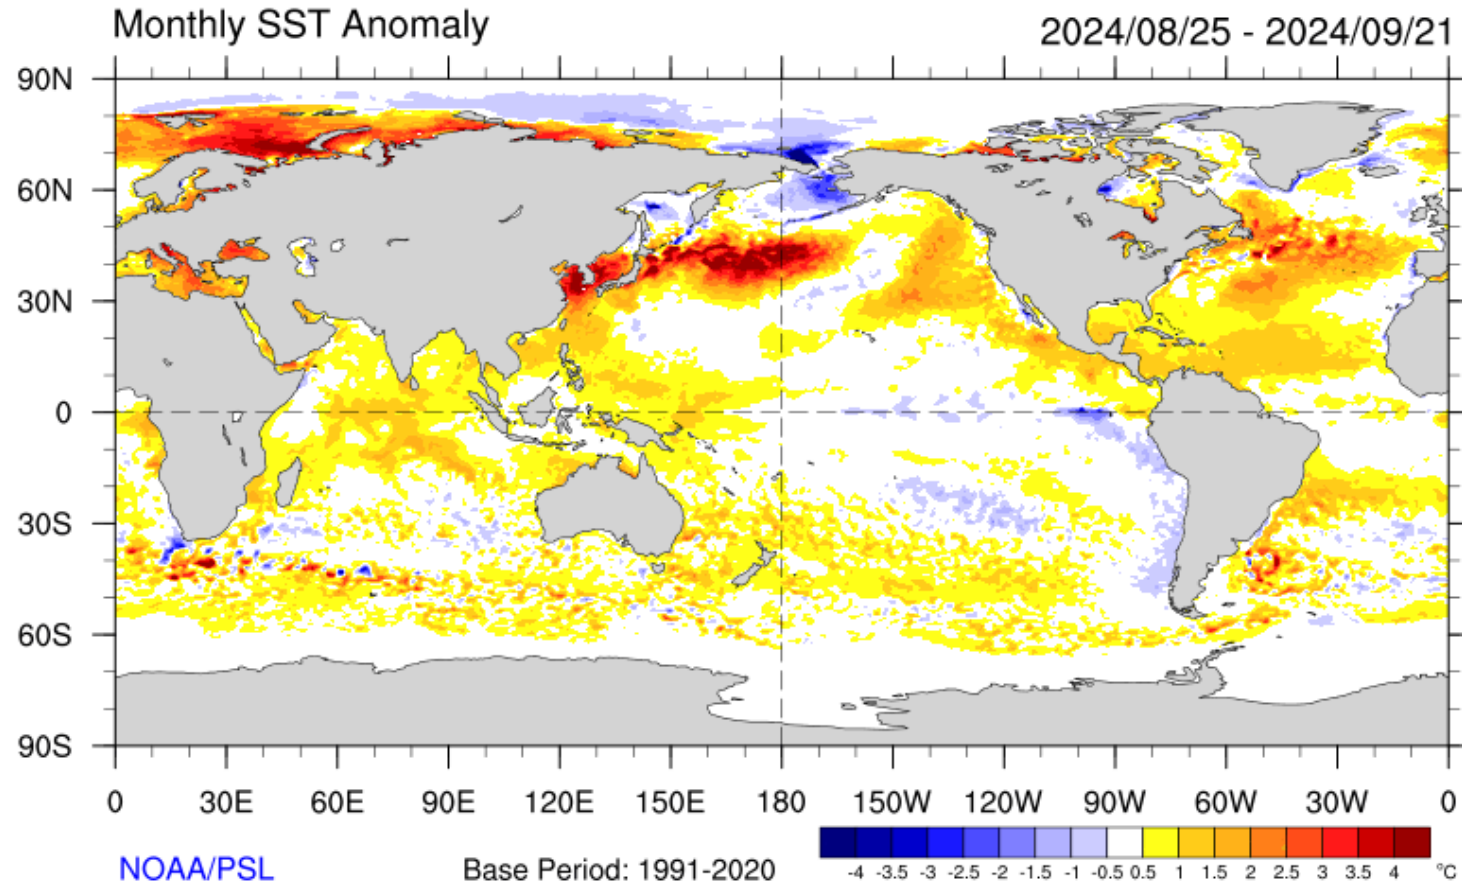 Monthly SST Anomaly
2024/08/25 - 2024/09/21
90N
60N
30N
0
30S
60S
90S
0 30E 60E 90E 120E 150E 180 150W 120W 90W 60W 30W 0
NOAA/PSL
Base Period: 1991-2020
-4 -3.5 -3 -2.5 -2 -1.5 -1 -0.5 0.5 1 1.5 2 2.5 3 3.5 4 °C